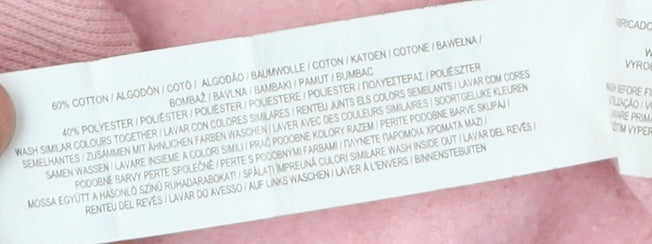 60% COTTON / ALGODÓN / COTÓ / ALGODÃO / BAUMWOLLE / COTON / KATOEN / COTONE / BAWEŁNA /
BOMBAŽ / BAVLNA / BAMBAKI / PAMUT / BUMBAC
40% POLYESTER / POLIÉSTER / POLIÈSTER / POLIESTERE / POLIESTER / ΠΟΛΥΕΣΤΕΡΑΣ / POLIÉSZTER
WASH SIMILAR COLOURS TOGETHER / LAVAR CON COLORES SIMILARES / RENTEU JUNTS ELS COLORS SEMBLANTS / LAVAR COM CORES
SEMELHANTES / ZUSAMMEN MIT ÄHNLICHEN FARBEN WASCHEN / LAVER AVEC DES COULEURS SIMILAIRES / SOORTGELIJKE KLEUREN
SAMEN WASSEN / LAVARE INSIEME A COLORI SIMILI / PRAĆ PODOBNE KOLORY RAZEM / PERITE PODOBNE BARVE SKUPAJ /
PODOBNÉ BARVY PERTE SPOLEČNĚ / PERTE S PODOBNÝMI FARBAMI / ΠΛΥΝΕΤΕ ΠΑΡΟΜΟΙΑ ΧΡΩΜΑΤΑ ΜΑΖΙ /
MOSSA EGYÜTT A HASONLÓ SZÍNŰ RUHADARABOKAT / SPĂLAȚI ÎMPREUNĂ CULORI SIMILARE WASH INSIDE OUT / LAVAR DEL REVÉS /
RENTEU DEL REVÉS / LAVAR DO AVESSO / AUF LINKS WASCHEN / LAVER À L'ENVERS / BINNENSTEBUITEN